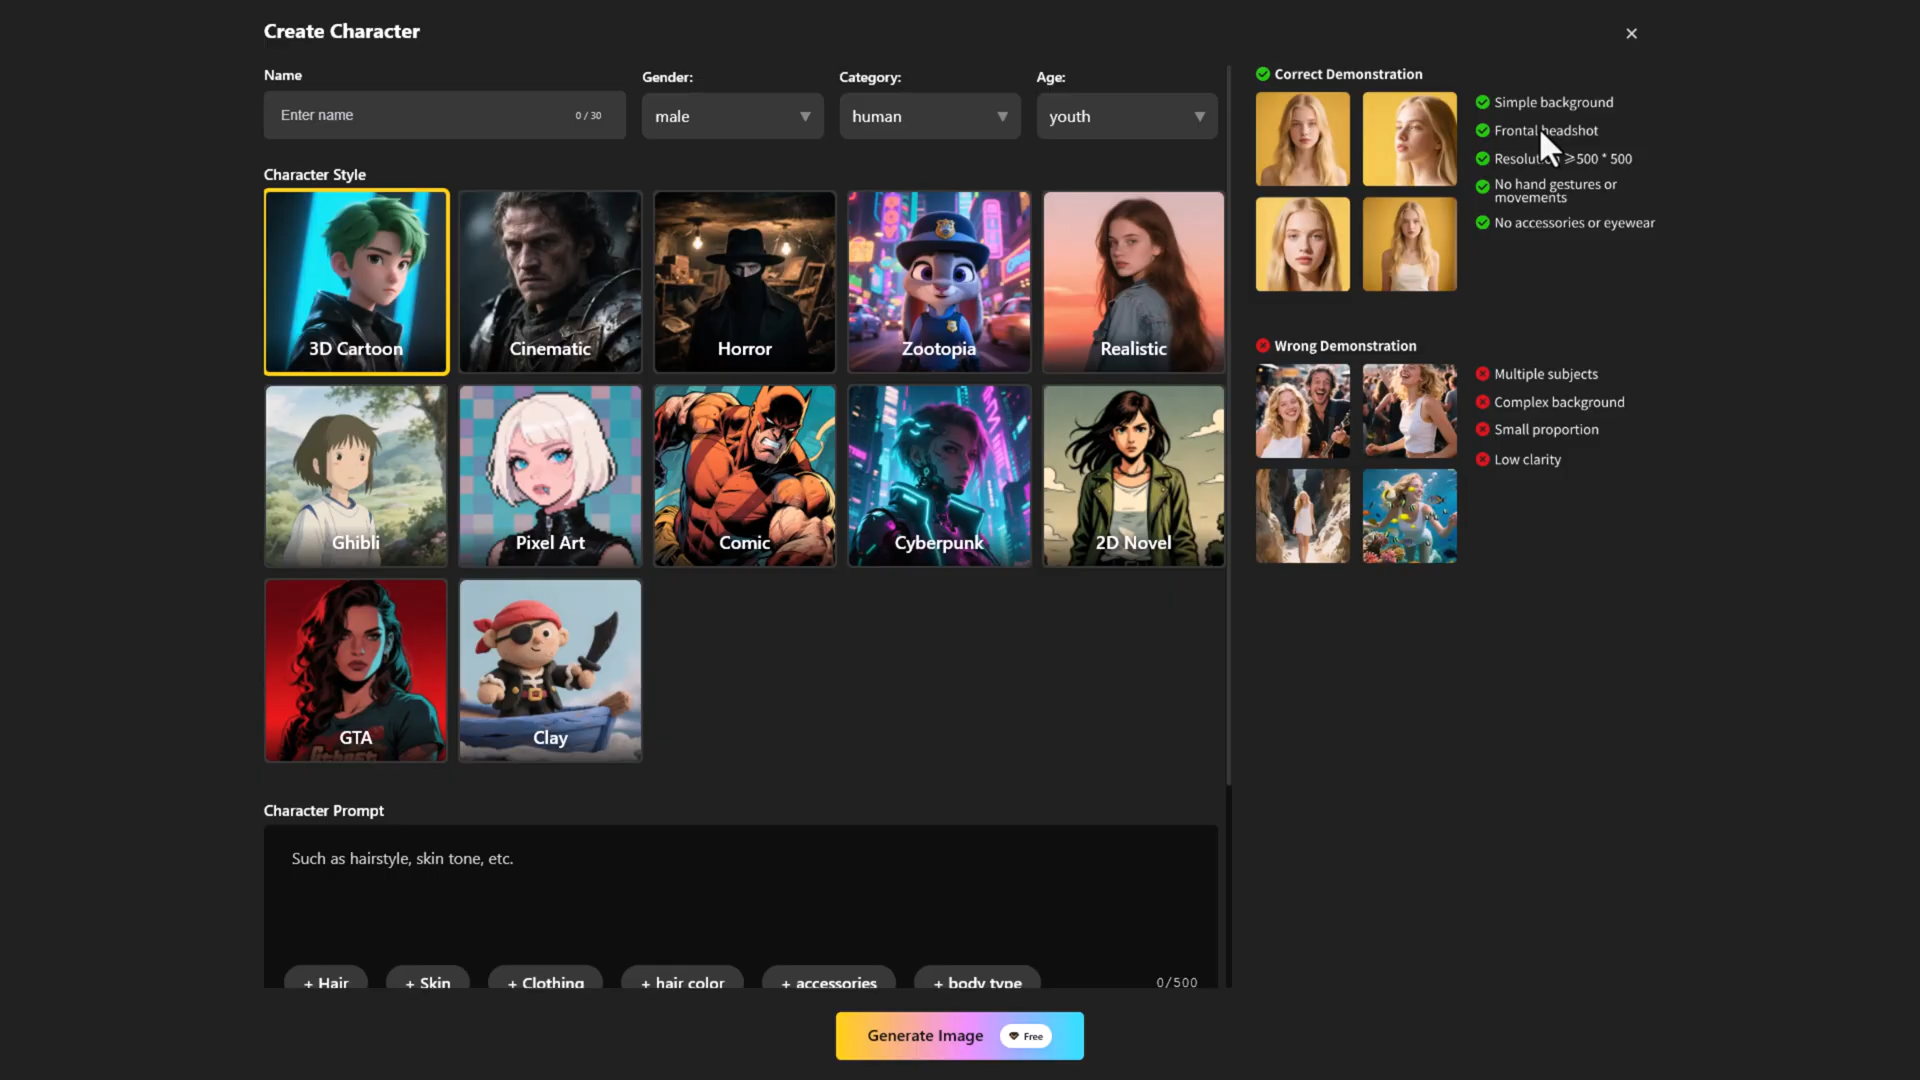 Create Character
Name
Gender:
Category:
Age:
Enter name
0 / 30
male
human
youth
Character Style
3D Cartoon
Cinematic
Horror
Zootopia
Realistic
Ghibli
Pixel Art
Comic
Cyberpunk
2D Novel
GTA
Clay
Character Prompt
Such as hairstyle, skin tone, etc.
+ Hair
+ Skin
+ Clothing
+ hair color
+ accessories
+ body type
0/500
Generate Image
Free
Correct Demonstration
Simple background
Frontal headshot
Resolution ≥500 * 500
No hand gestures or
movements
No accessories or eyewear
Wrong Demonstration
Multiple subjects
Complex background
Small proportion
Low clarity